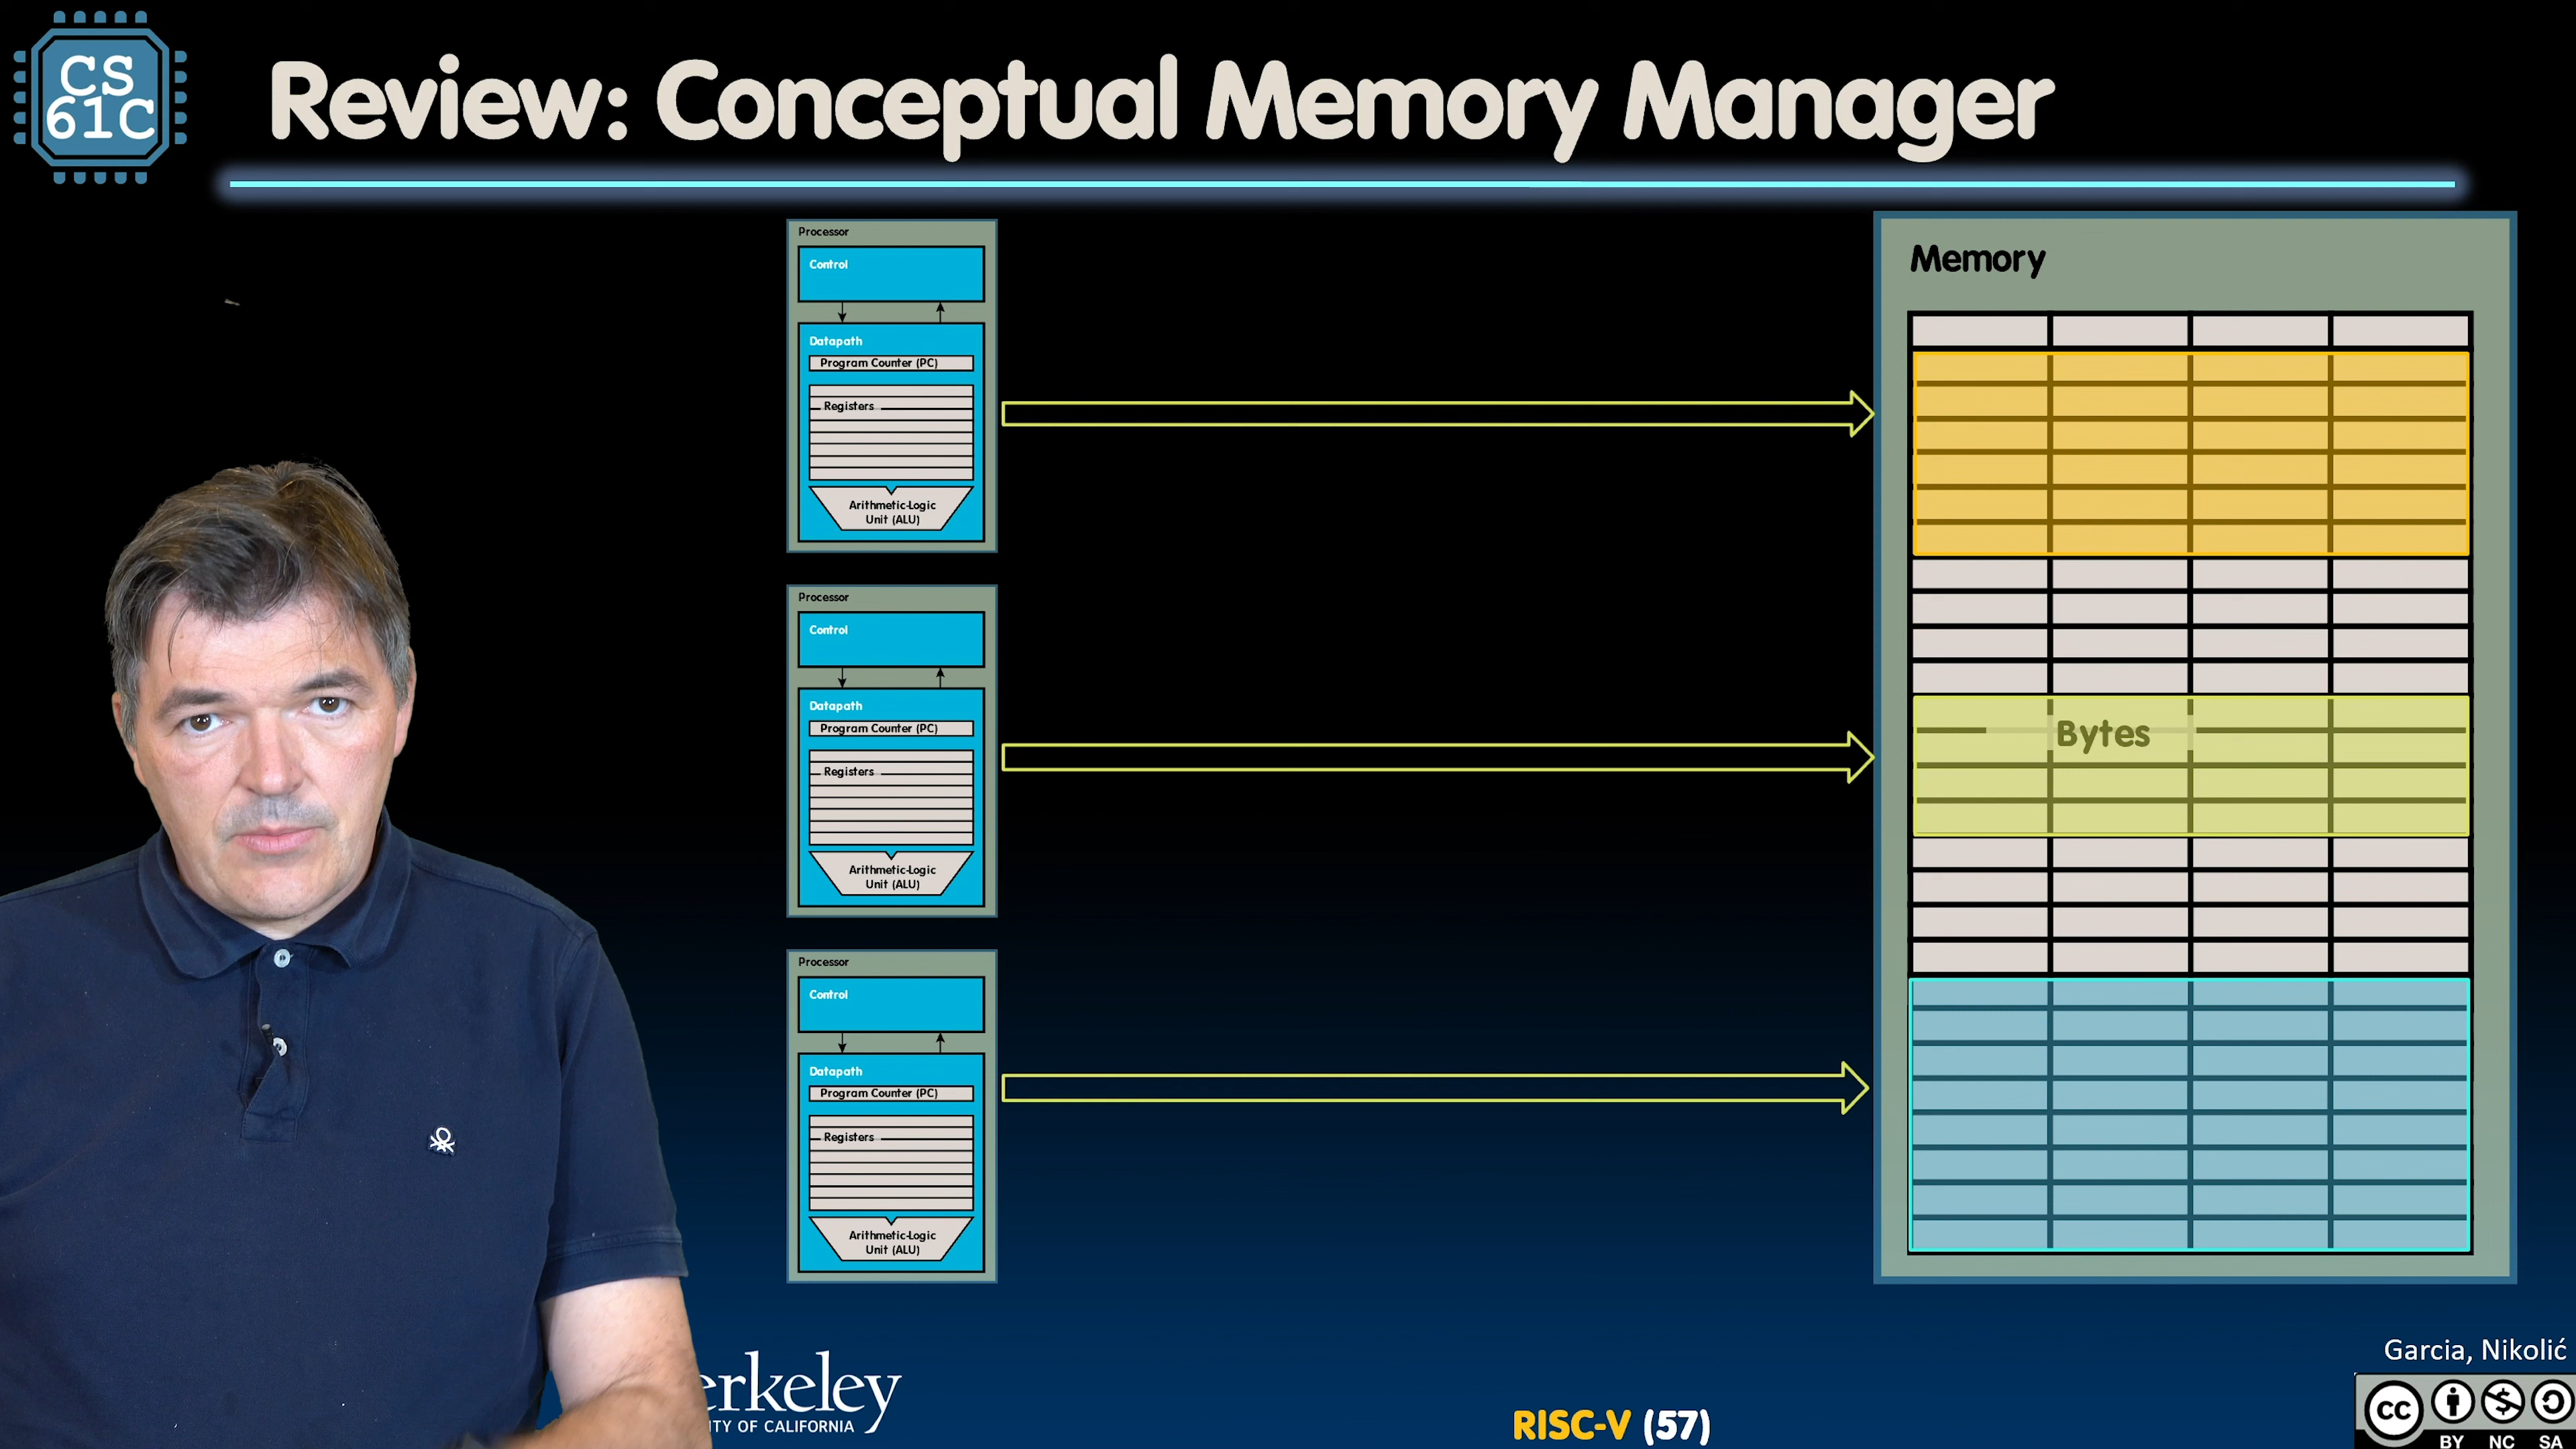 CS
61C
Review: Conceptual Memory Manager
Processor
Control
Datapath
Program Counter (PC)
Registers
Arithmetic-Logic
Unit (ALU)
Processor
Control
Datapath
Program Counter (PC)
Registers
Arithmetic-Logic
Unit (ALU)
Processor
Control
Datapath
Program Counter (PC)
Registers
Arithmetic-Logic
Unit (ALU)
Memory
Bytes
erkeley
ITY OF CALIFORNIA
RISC-V (57)
Garcia, Nikolić
cc
BY NC SA